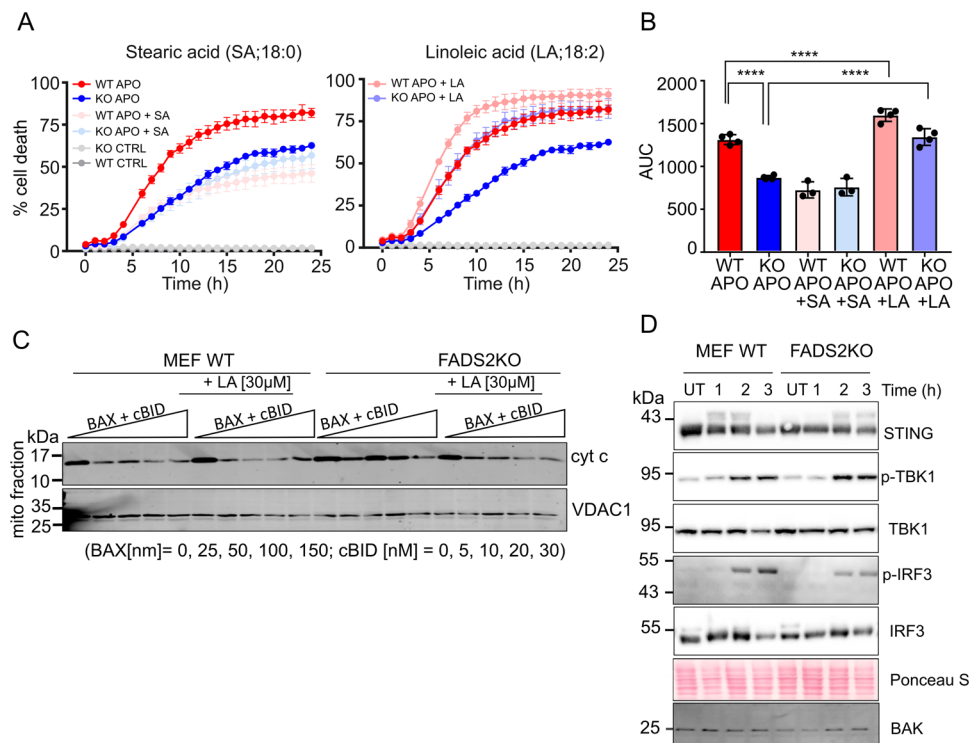 A
Stearic acid (SA;18:0)
Linoleic acid (LA;18:2)
% cell death
100
75
50
25
0
WT APO
KO APO
WT APO + SA
KO APO + SA
KO CTRL
WT CTRL
0 5 10 15 20 25
Time (h)
100
75
50
25
0
WT APO + LA
KO APO + LA
0 5 10 15 20 25
Time (h)
B
**** **** ****
AUC
2000
1500
1000
500
0
WT APO
KO APO
WT APO +SA
KO APO +SA
WT APO +LA
KO APO +LA
C
MEF WT
FADS2KO
+ LA [30µM]
+ LA [30µM]
BAX + cBID
BAX + cBID
BAX + cBID
BAX + cBID
kDa
mito fraction
17
10
cyt c
35
25
VDAC1
(BAX[nm]= 0, 25, 50, 100, 150; cBID [nM] = 0, 5, 10, 20, 30)
D
MEF WT
FADS2KO
UT 1 2 3 UT 1 2 3 Time (h)
kDa
43
STING
95
p-TBK1
95
TBK1
55
43
p-IRF3
55
IRF3
Ponceau S
25
BAK